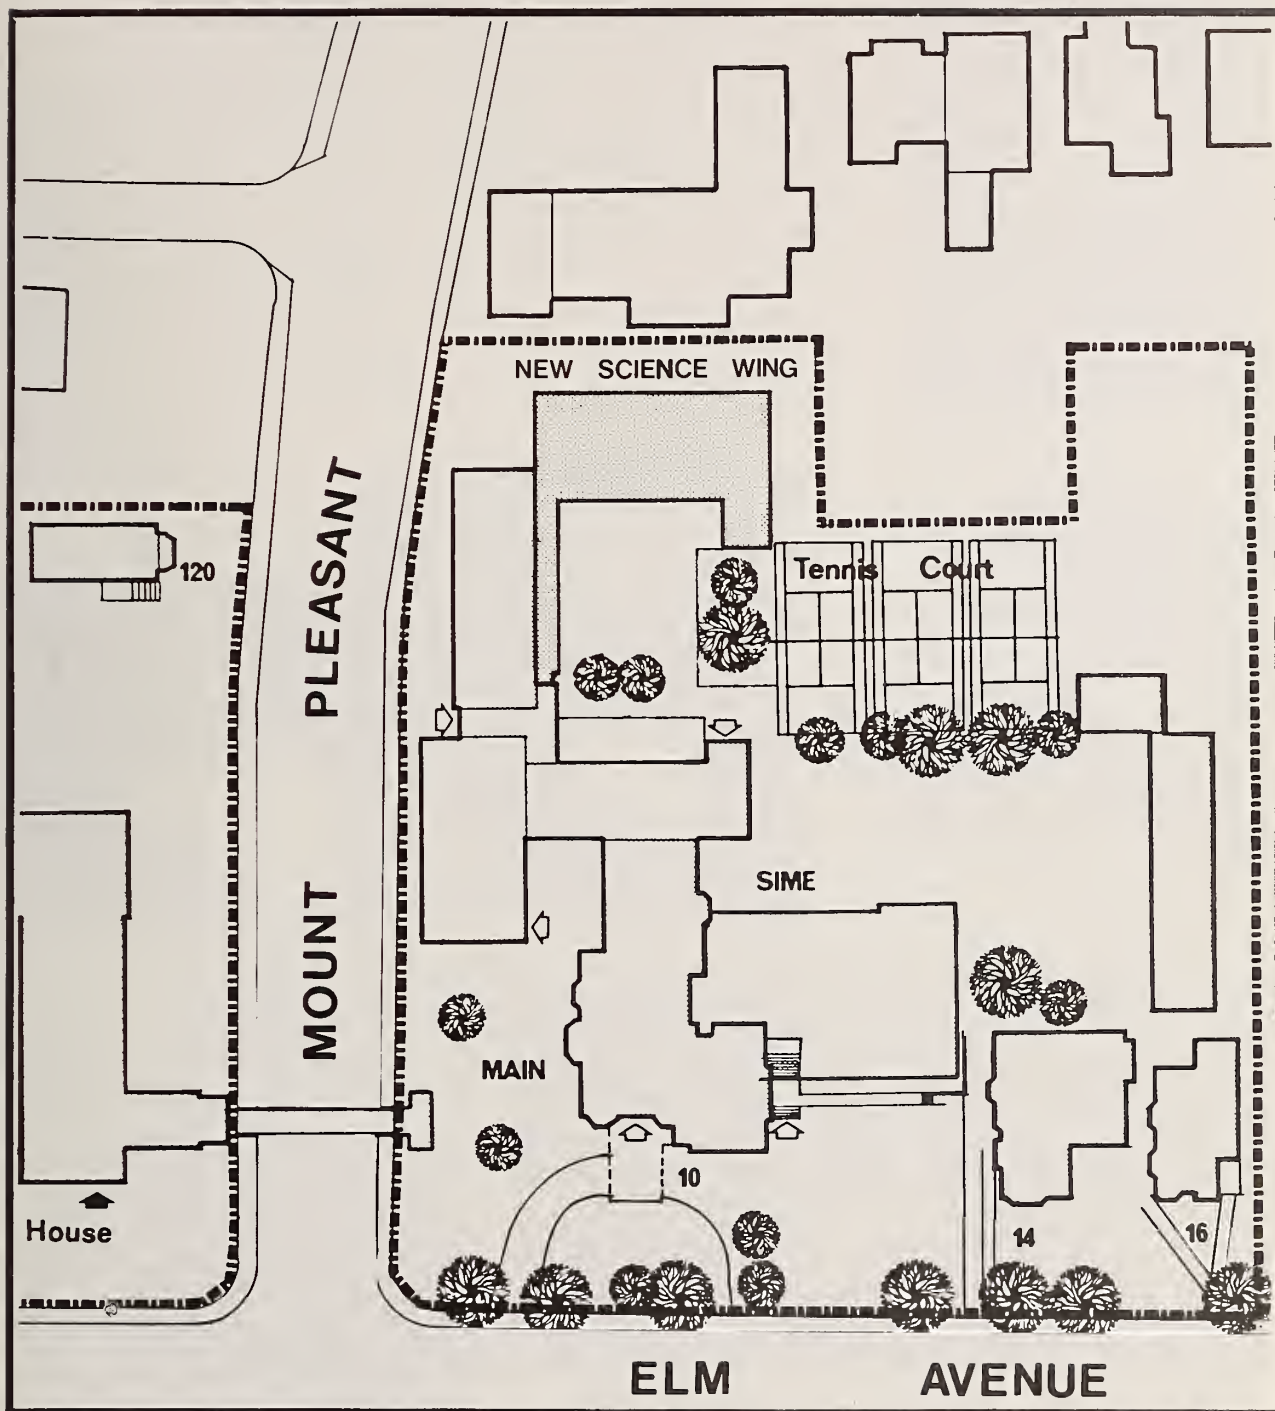 NEW SCIENCE WING
MOUNT PLEASANT
120
Tennis Court
SIME
MAIN
10
House
14
16
ELM AVENUE